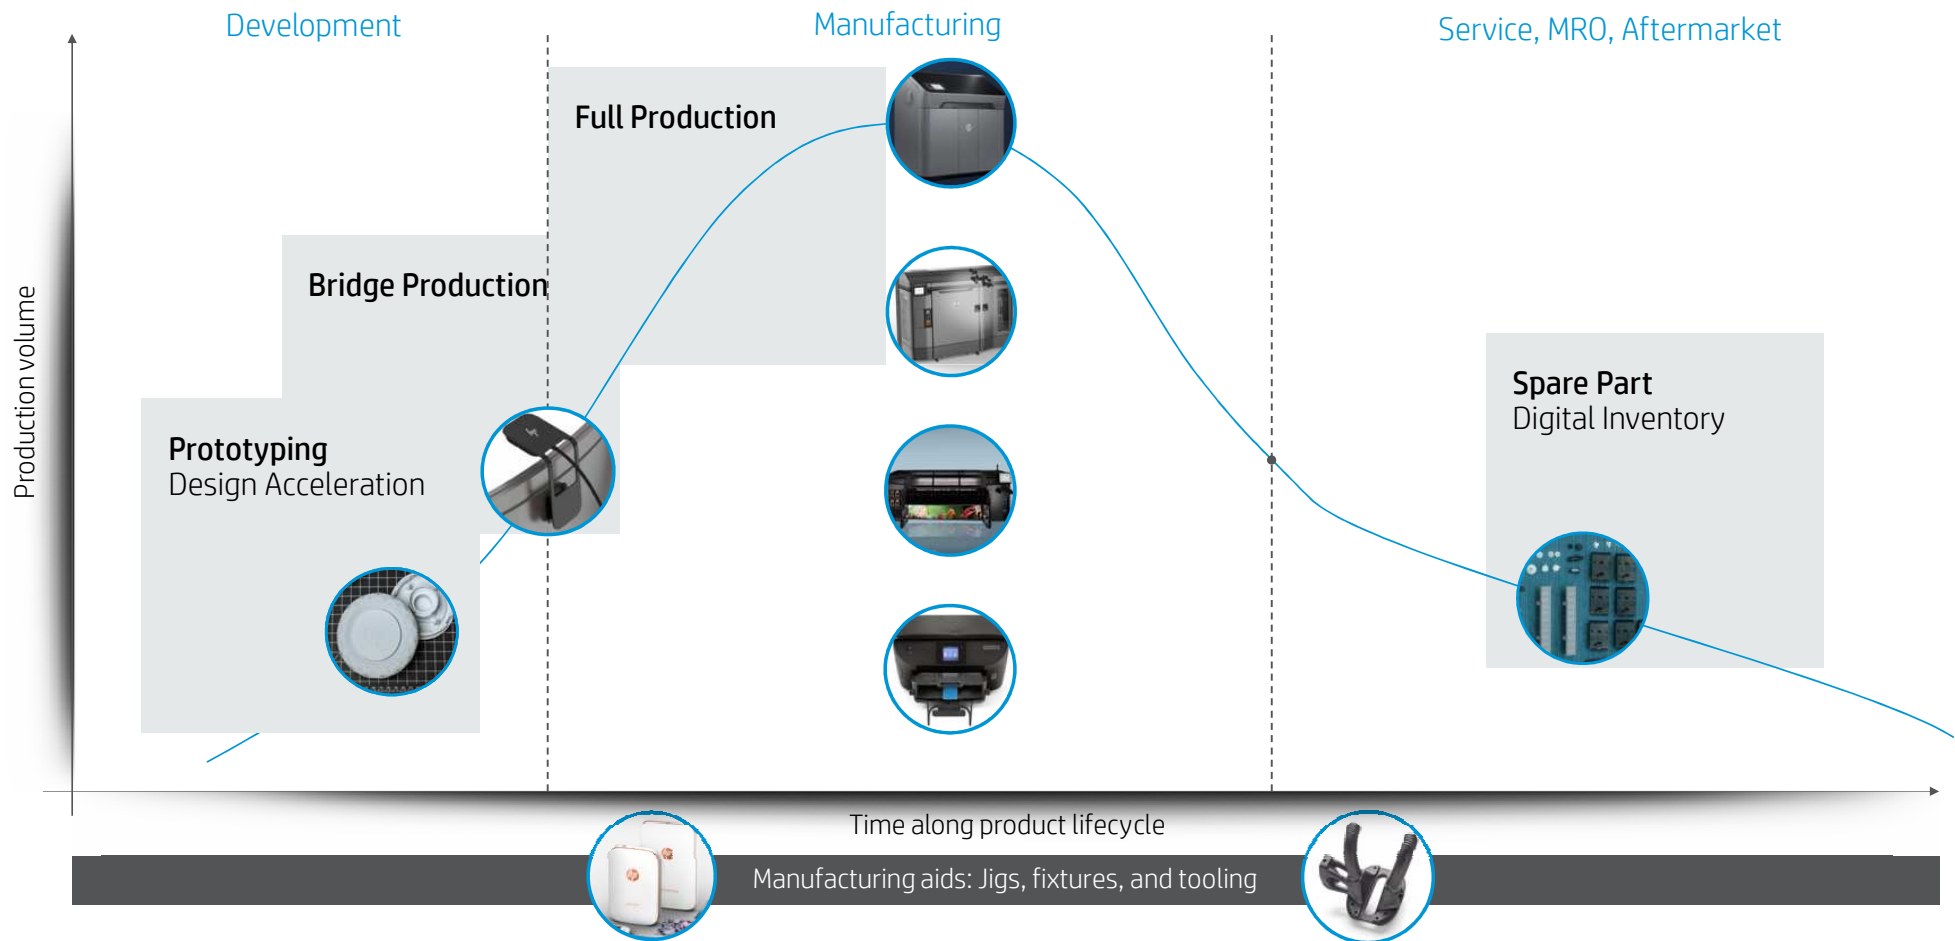 Development
Manufacturing
Service, MRO, Aftermarket
Full Production
Bridge Production
Prototyping
Design Acceleration
Spare Part
Digital Inventory
Production volume
Time along product lifecycle
Manufacturing aids: Jigs, fixtures, and tooling